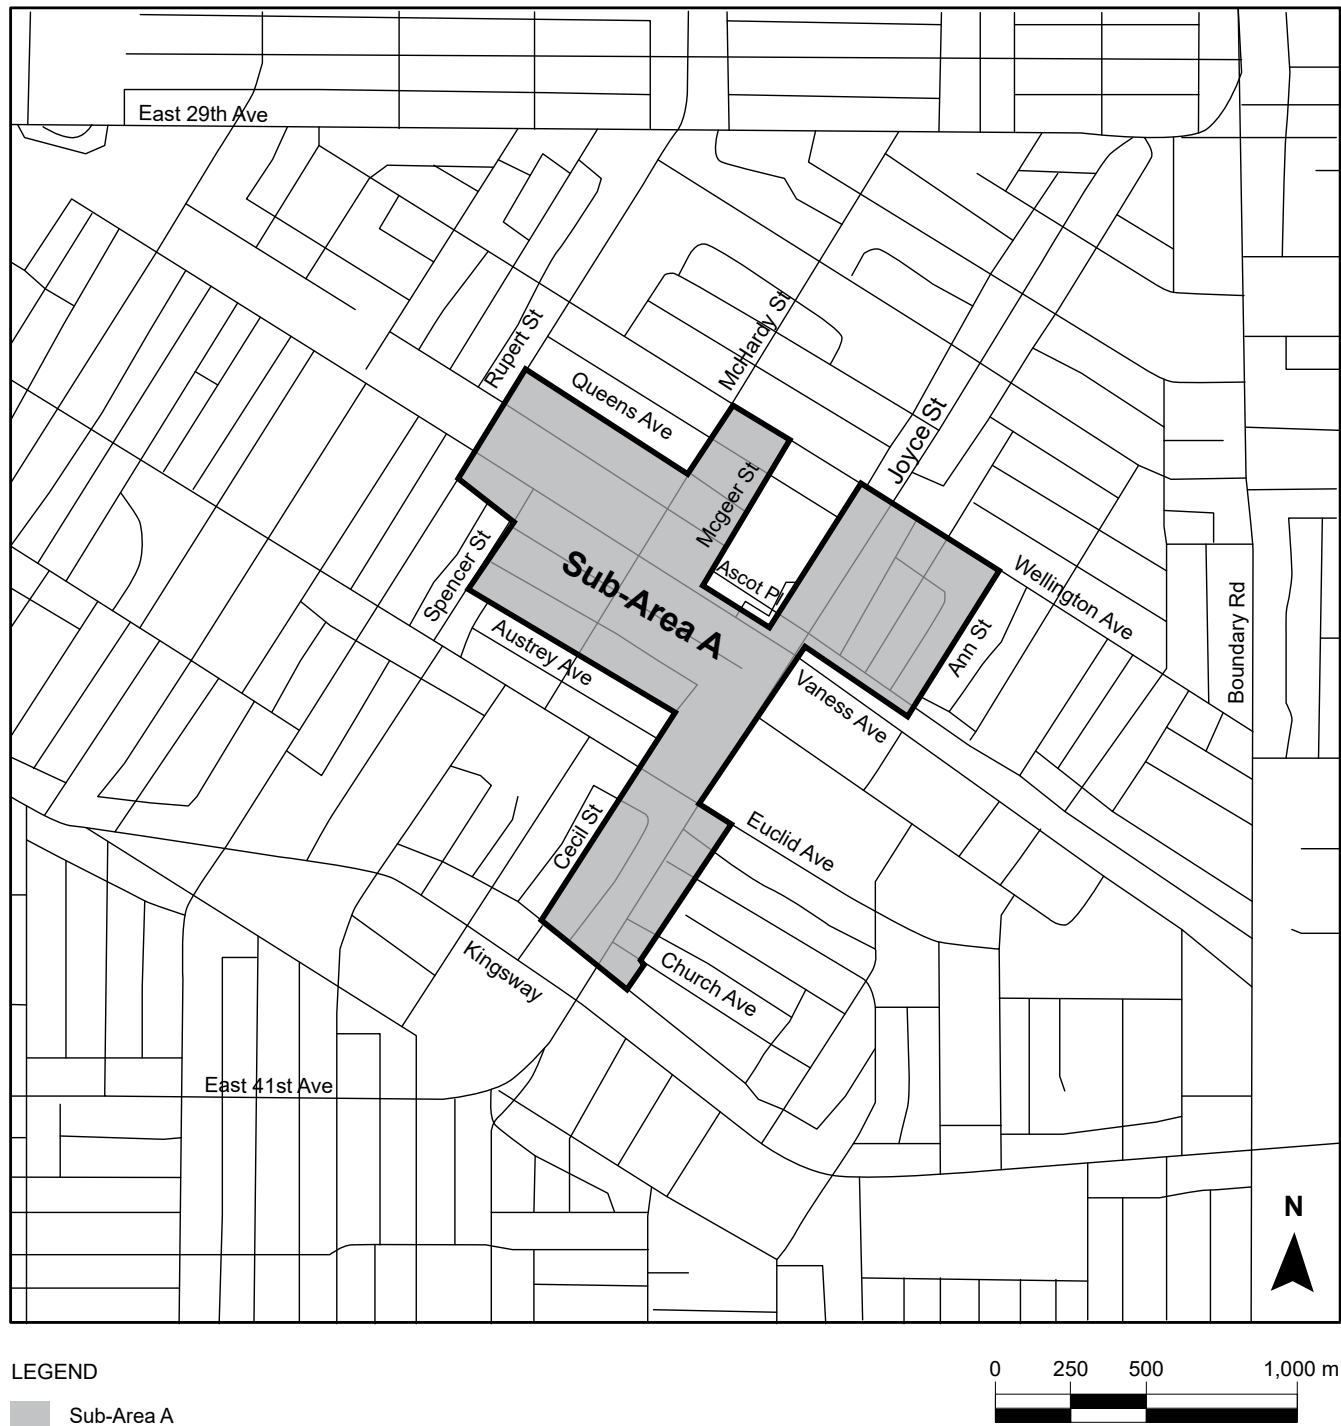 East 29th Ave
Rupert St
McHardy St
Queens Ave
Joyce St
Mcgeer St
Spencer St
Sub-Area A
Ascot Pl
Wellington Ave
Boundary Rd
Ann St
Austrey Ave
Vaness Ave
Cecil St
Euclid Ave
Kingsway
Church Ave
East 41st Ave
N
LEGEND
Sub-Area A
0 250 500 1,000 m